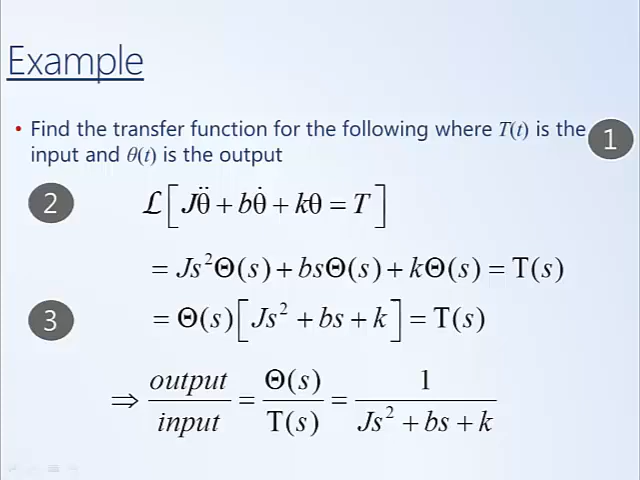 Example
• Find the transfer function for the following where T(t) is the 1
input and θ(t) is the output
2 ℒ[Jθ̈ + bθ̇ + kθ = T]
= Js²Θ(s) + bsΘ(s) + kΘ(s) = T(s)
3 = Θ(s)[Js² + bs + k] = T(s)
⇒ output/input = Θ(s)/T(s) = 1/(Js² + bs + k)